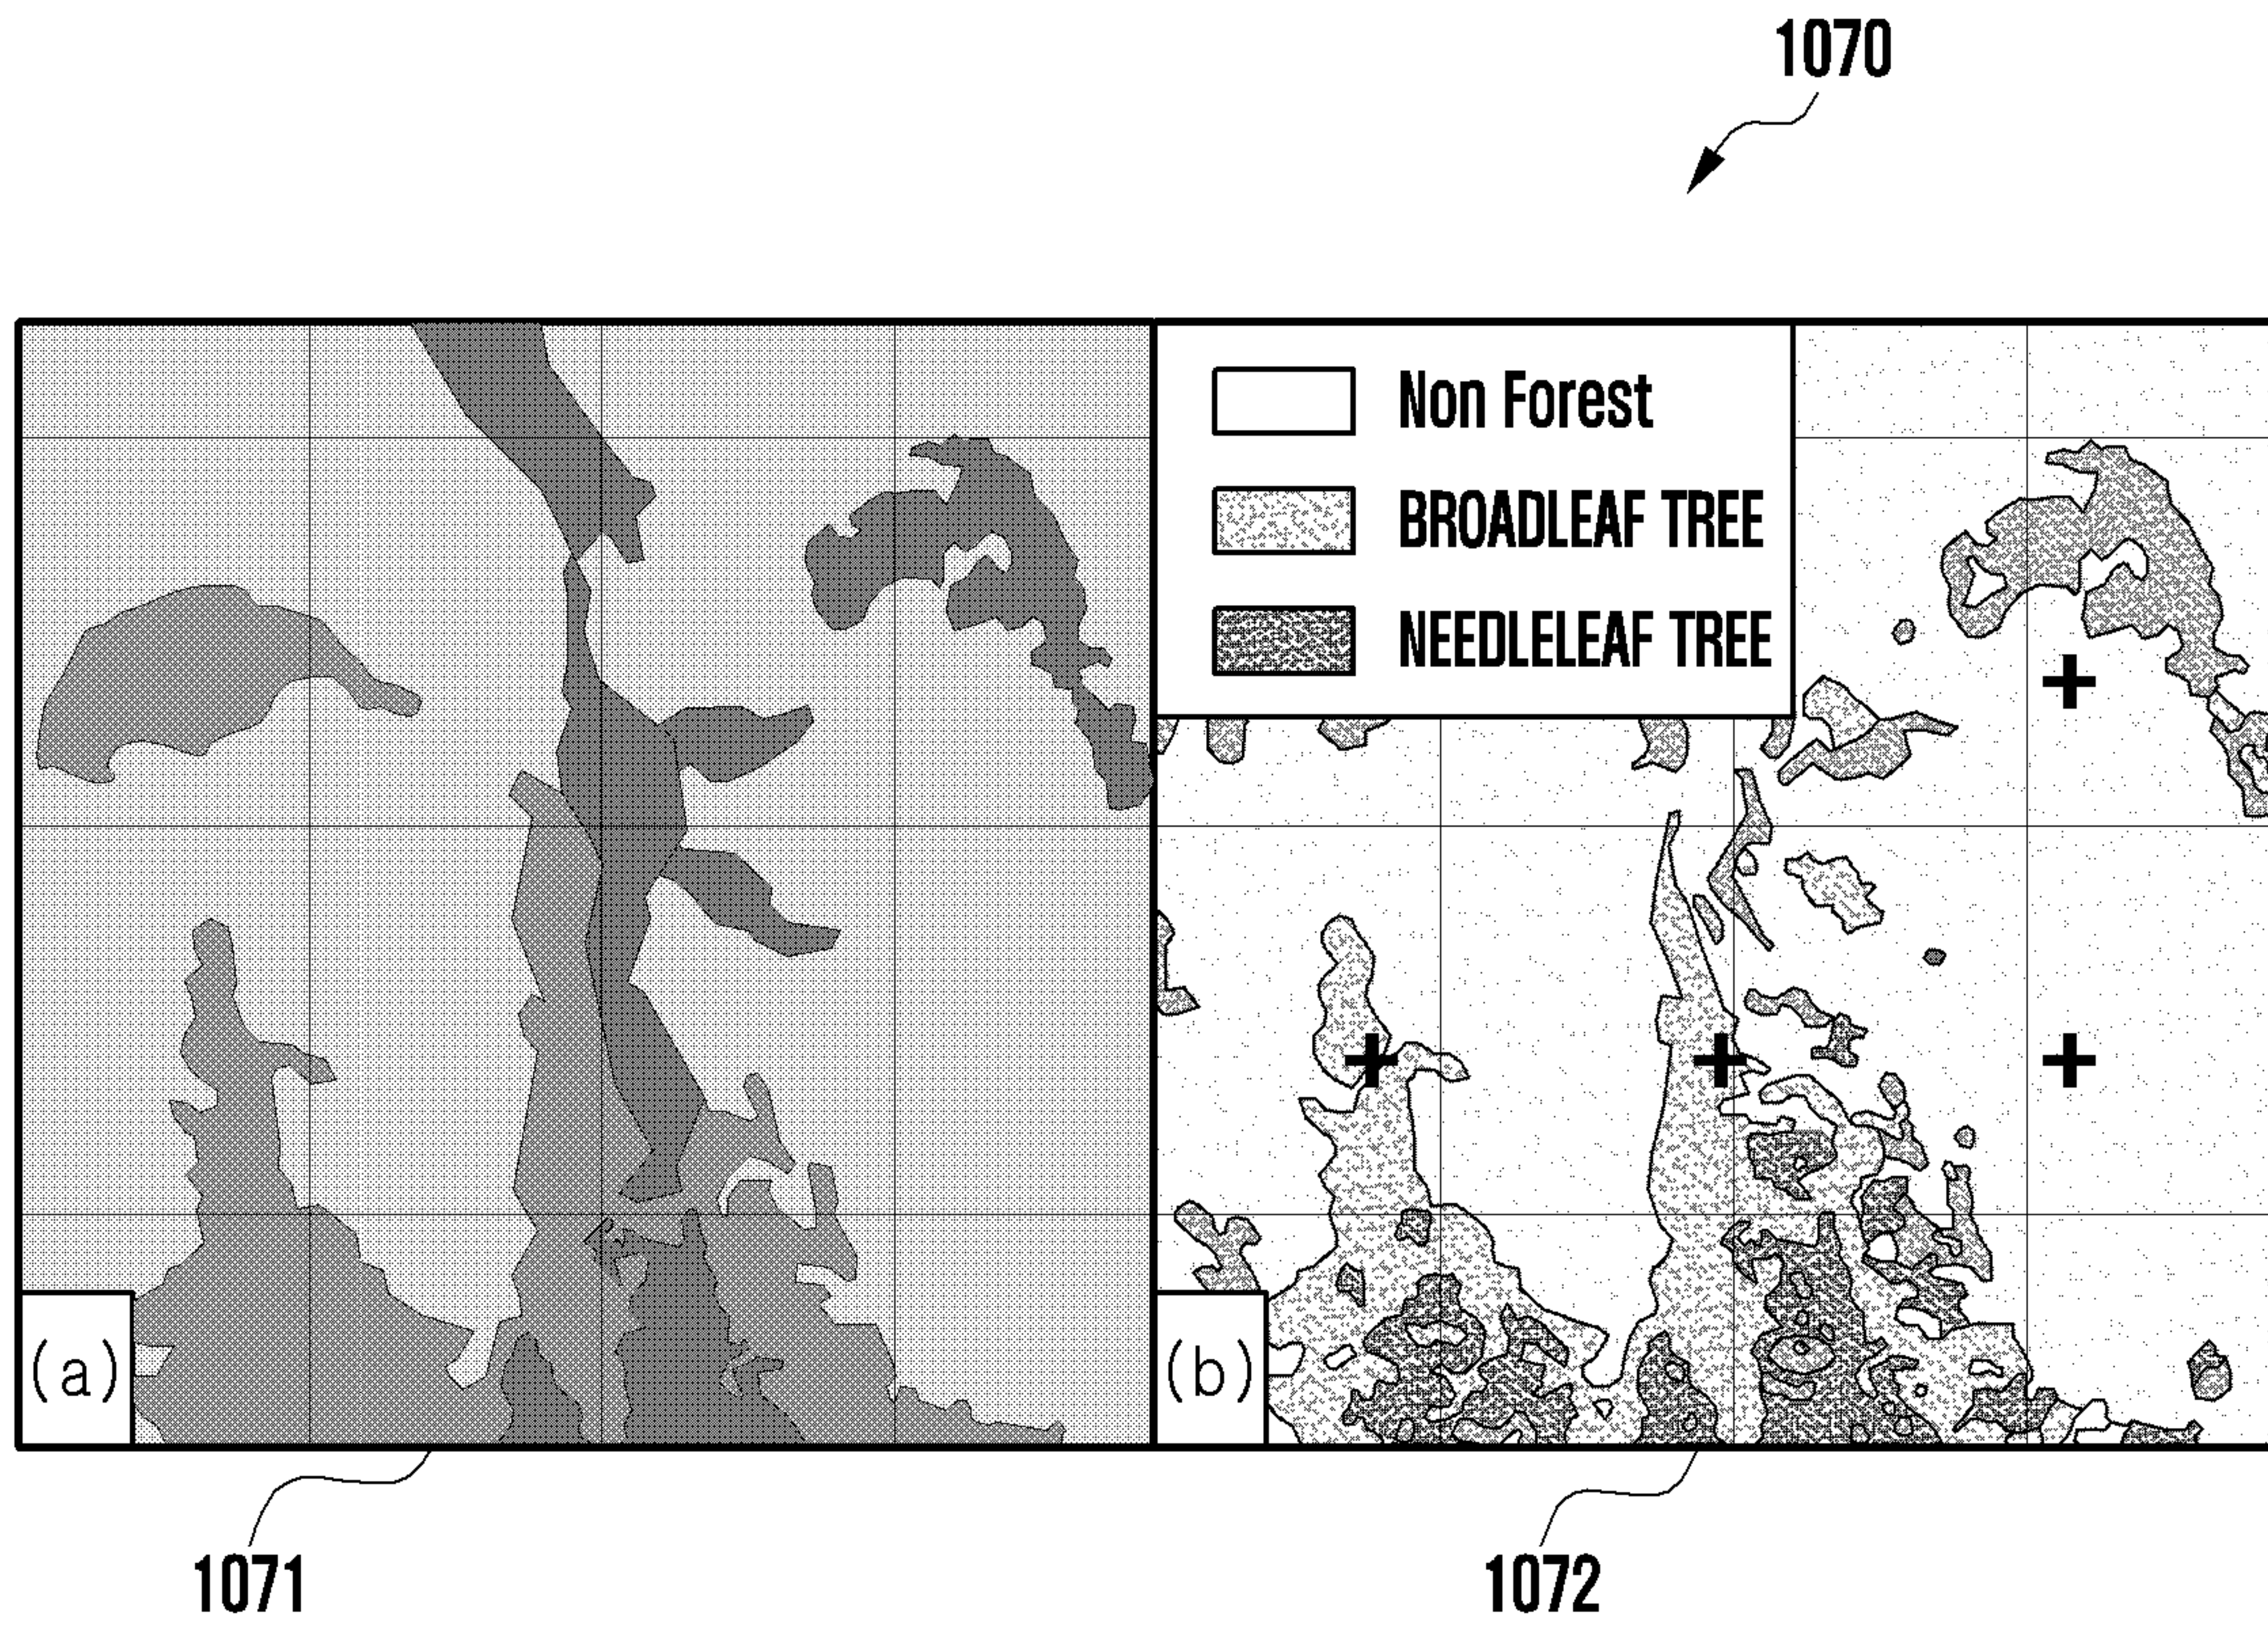 1070
Non Forest
BROADLEAF TREE
NEEDLELEAF TREE
(a)
(b)
1071
1072